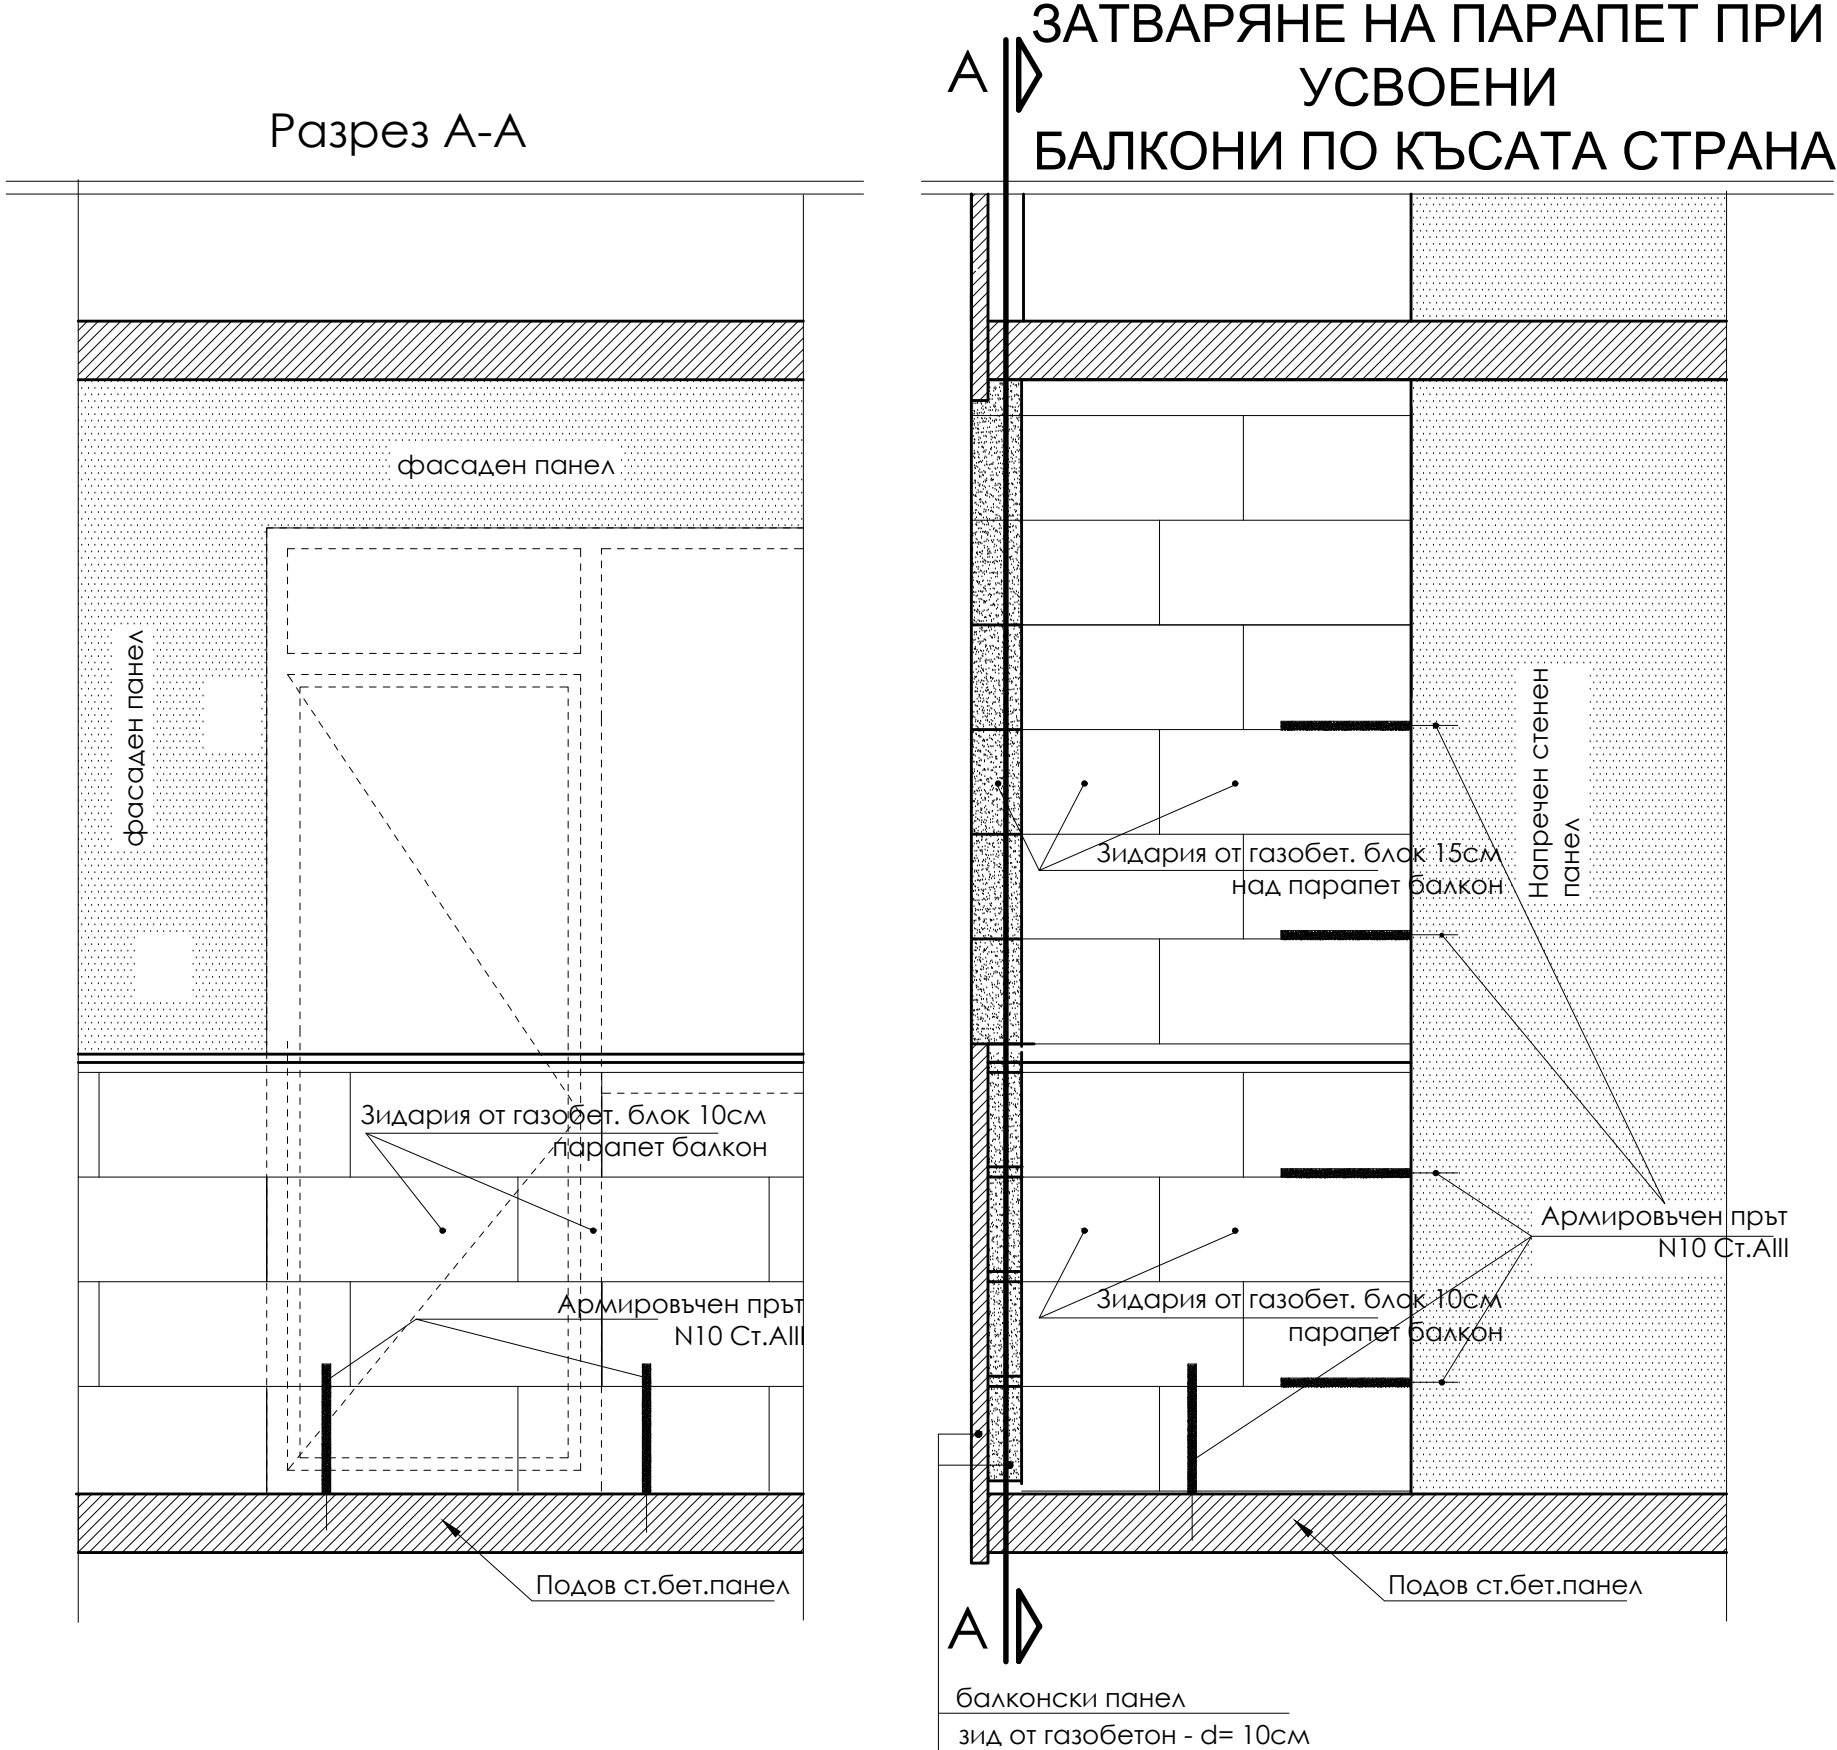 ЗАТВАРЯНЕ НА ПАРАПЕТ ПРИ
УСВОЕНИ
БАЛКОНИ ПО КЪСАТА СТРАНА
Разрез А-А
А
фасаден панел
фасаден панел
Зидария от газобет. блок 10см
парапет балкон
Армировъчен прът
N10 Ст.АIII
Подов ст.бет.панел
Зидария от газобет. блок 15см
над парапет балкон
Напречен стенен
панел
Армировъчен прът
N10 Ст.АIII
Зидария от газобет. блок 10см
парапет балкон
Подов ст.бет.панел
А
балконски панел
зид от газобетон - d= 10см